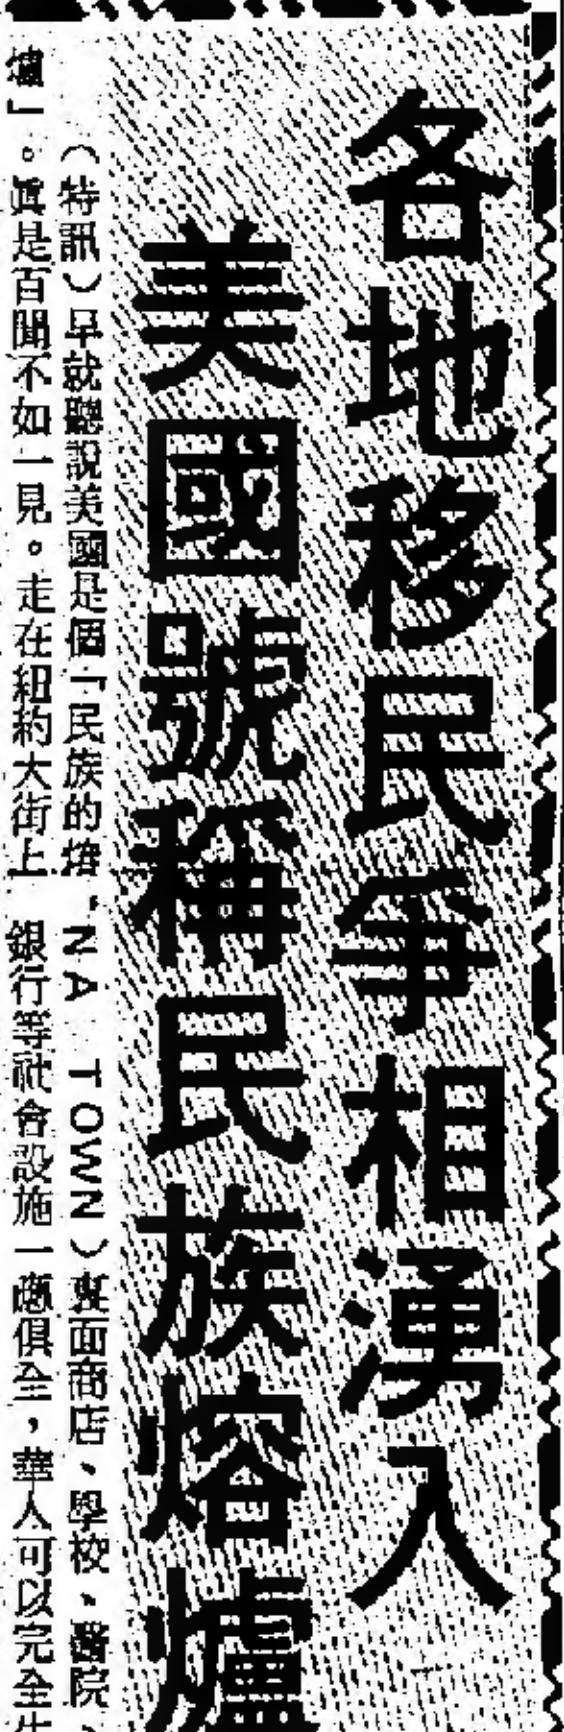 各地移民爭相湧入
美國號稱民族熔爐
（特訊）早就聽說美國是個「民族的熔
爐」。眞是百聞不如一見。走在紐約大街上
NA TOWN）裏面商店、學校、醫院、
銀行等社會設施一應俱全，華人可以完全生